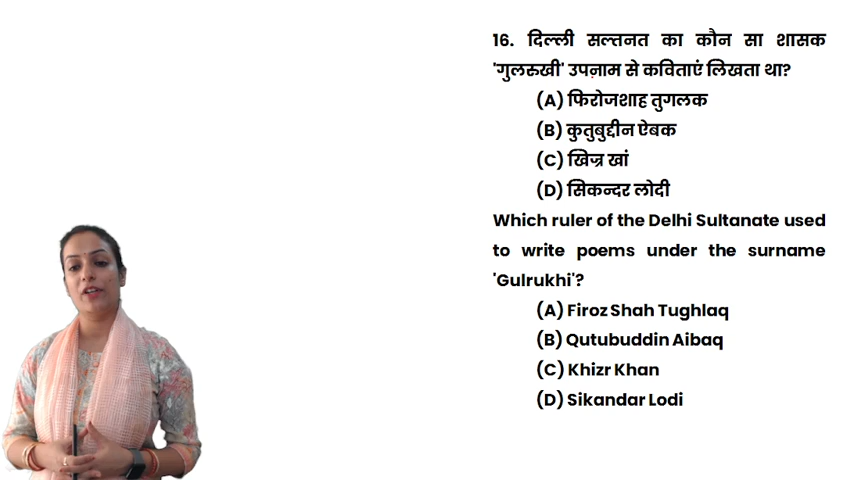 16. दिल्ली सल्तनत का कौन सा शासक
'गुलरुखी' उपनाम से कविताएं लिखता था?
(A) फिरोजशाह तुगलक
(B) कुतुबुद्दीन ऐबक
(C) खिज्र खां
(D) सिकन्दर लोदी
Which ruler of the Delhi Sultanate used
to write poems under the surname
'Gulrukhi'?
(A) Firoz Shah Tughlaq
(B) Qutubuddin Aibaq
(C) Khizr Khan
(D) Sikandar Lodi